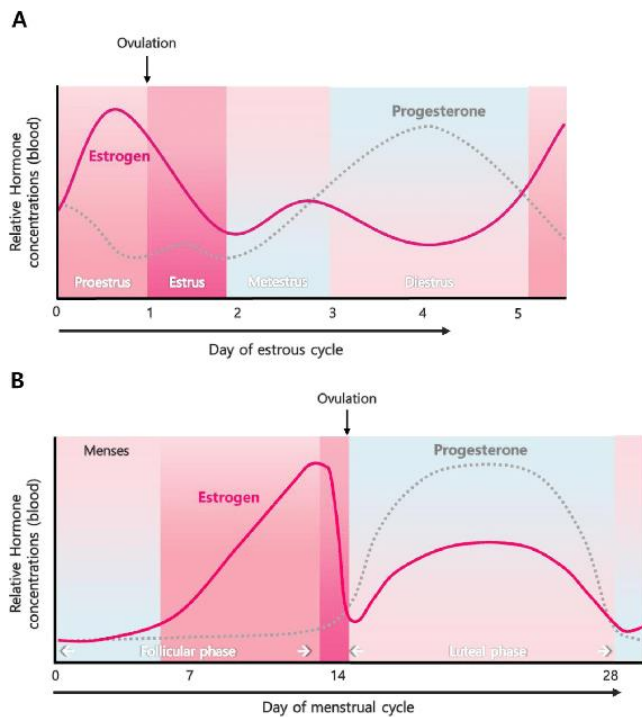 A
Ovulation
Relative Hormone
concentrations (blood)
Estrogen
Progesterone
Proestrus
Estrus
Metestrus
Diestrus
0 1 2 3 4 5
Day of estrous cycle
B
Ovulation
Relative Hormone
concentrations (blood)
Menses
Estrogen
Progesterone
Follicular phase
Luteal phase
0 7 14 28
Day of menstrual cycle